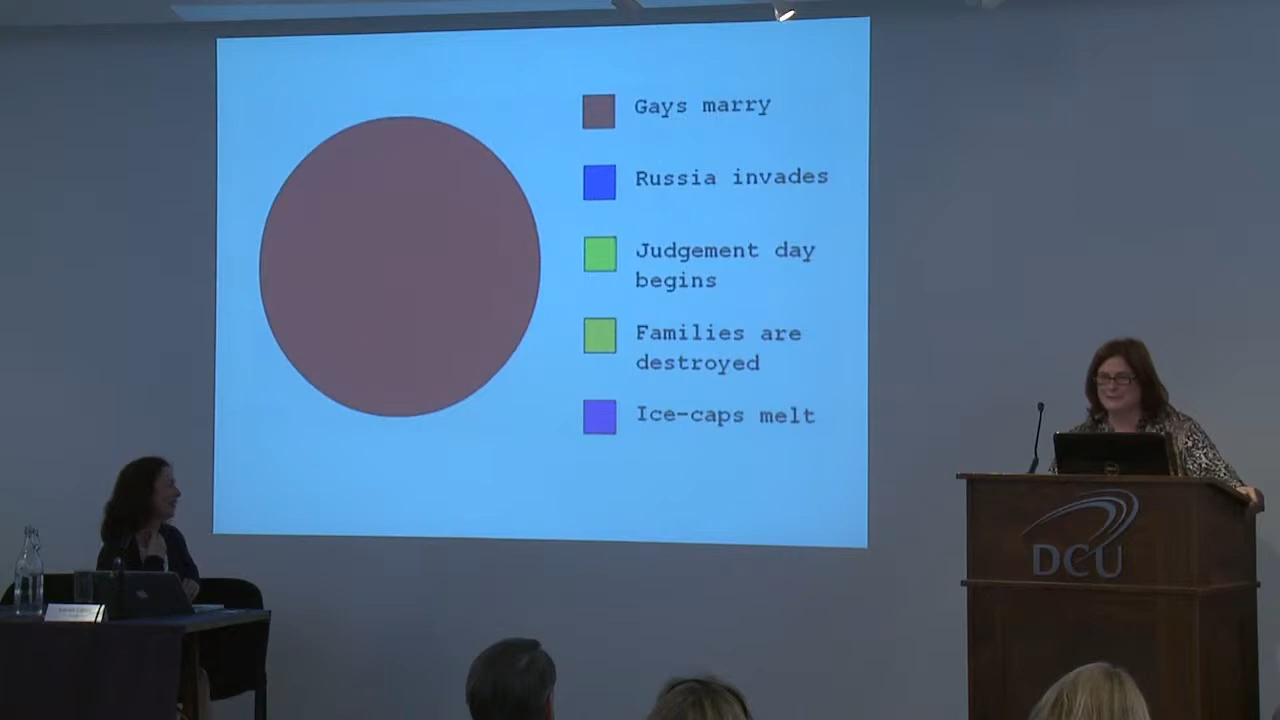 Gays marry
Russia invades
Judgement day
begins
Families are
destroyed
Ice-caps melt
DCU